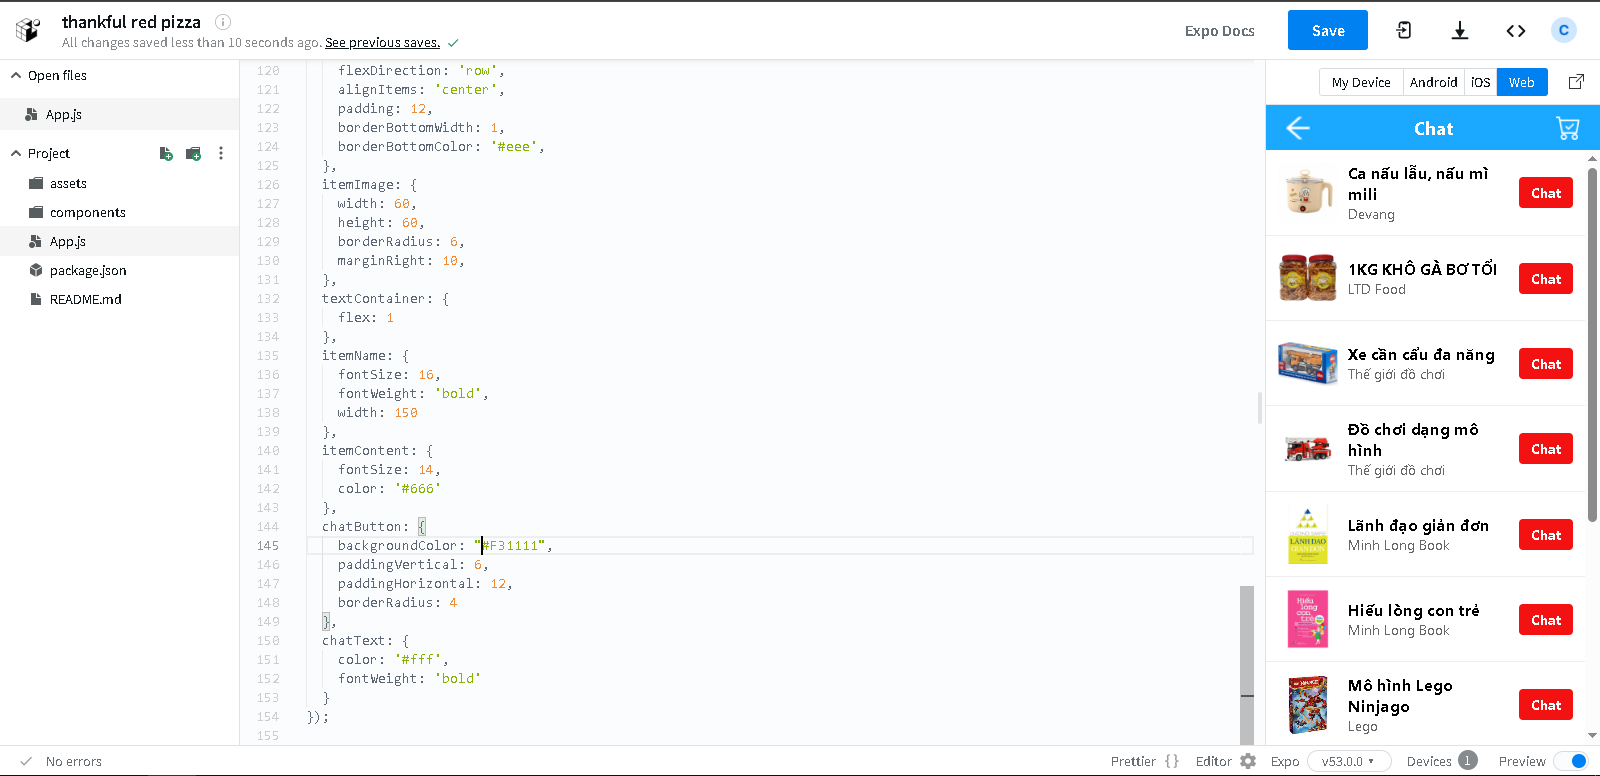 thankful red pizza
All changes saved less than 10 seconds ago. See previous saves.
Expo Docs
Save
C
Open files
App.js
Project
assets
components
App.js
package.json
README.md
120 flexDirection: 'row',
121 alignItems: 'center',
122 padding: 12,
123 borderBottomWidth: 1,
124 borderBottomColor: '#eee',
125 },
126 itemImage: {
127 width: 60,
128 height: 60,
129 borderRadius: 6,
130 marginRight: 10,
131 },
132 textContainer: {
133 flex: 1
134 },
135 itemName: {
136 fontSize: 16,
137 fontWeight: 'bold',
138 width: 150
139 },
140 itemContent: {
141 fontSize: 14,
142 color: '#666'
143 },
144 chatButton: {
145 backgroundColor: "#F31111",
146 paddingVertical: 6,
147 paddingHorizontal: 12,
148 borderRadius: 4
149 },
150 chatText: {
151 color: '#fff',
152 fontWeight: 'bold'
153 }
154 });
155
My Device Android iOS Web
Chat
Ca nấu lẩu, nấu mì
mili
Devang
Chat
1KG KHÔ GÀ BƠ TỎI
LTD Food
Chat
Xe cần cẩu đa năng
Thế giới đồ chơi
Chat
Đồ chơi dạng mô
hình
Thế giới đồ chơi
Chat
LÃNH ĐẠO
GIẢN ĐƠN
Lãnh đạo giản đơn
Minh Long Book
Chat
Hiểu
lòng
con
trẻ
Hiểu lòng con trẻ
Minh Long Book
Chat
Mô hình Lego
Ninjago
Lego
Chat
No errors
Prettier {} Editor Expo v53.0.0 Devices 1 Preview